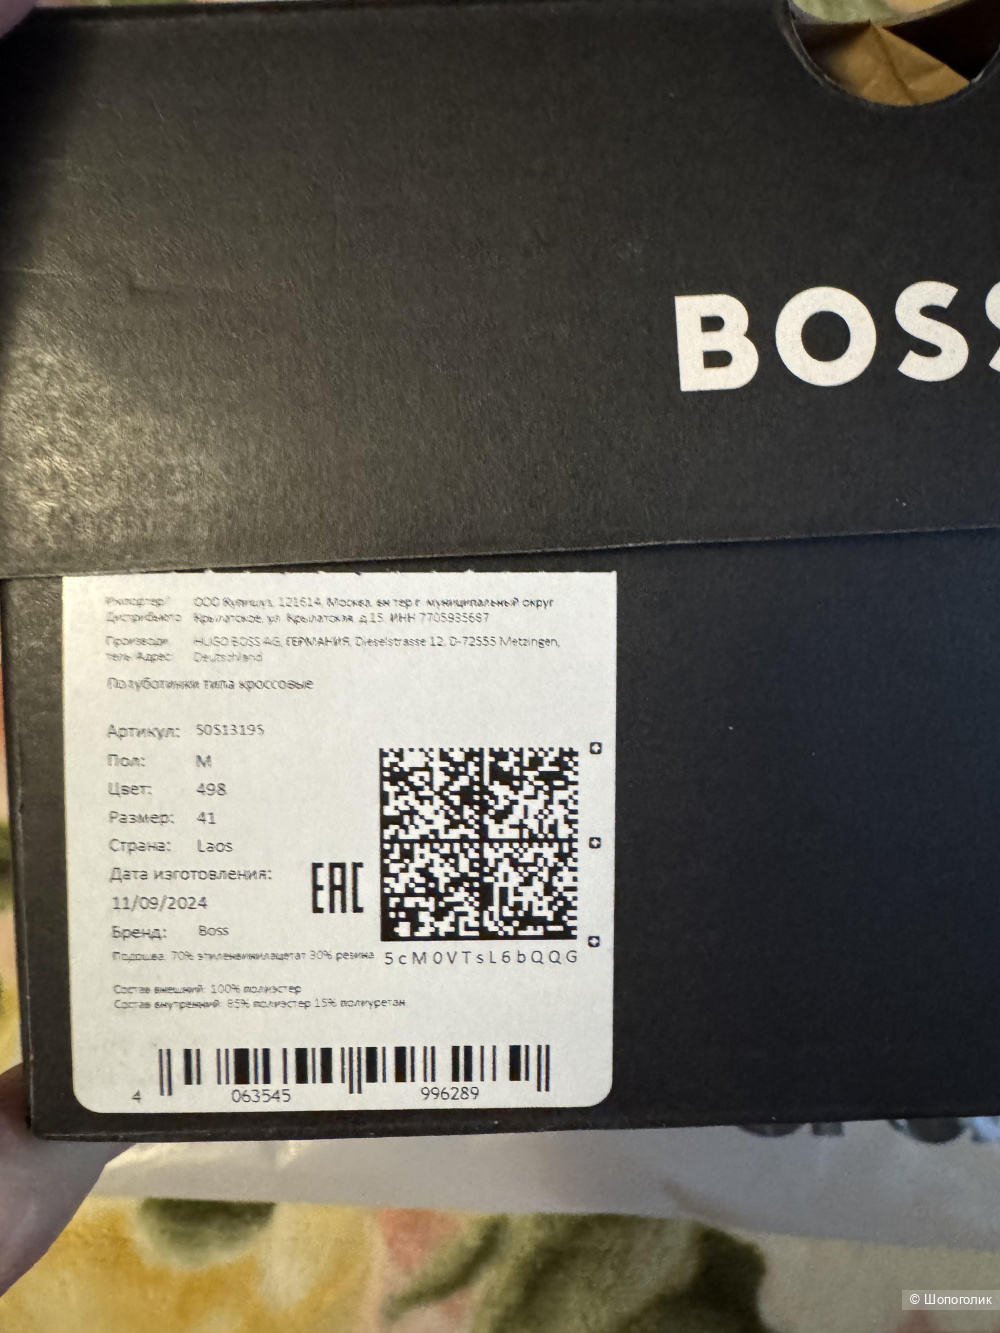 BOSS
Импортер/ ООО Купишуз, 121614, Москва, вн тер г. муниципальный округ
Дистрибьюто Крылатское, ул. Крылатская, д 15. ИНН 7705935687
Производи HUGO BOSS AG, ГЕРМАНИЯ, Dieselstrasse 12, D-72555 Metzingen,
тель Адрес: Deutschland
Полуботинки типа кроссовые
Артикул: 50513195
Пол: M
Цвет: 498
Размер: 41
Страна: Laos
Дата изготовления:
11/09/2024
EAC
Бренд: Boss
Подошва: 70% этиленвинилацетат 30% резина
5cM0VTsL6bQQG
Состав внешний: 100% полиэстер
Состав внутренний: 85% полиэстер 15% полиуретан
4 063545 996289
© Шопоголик